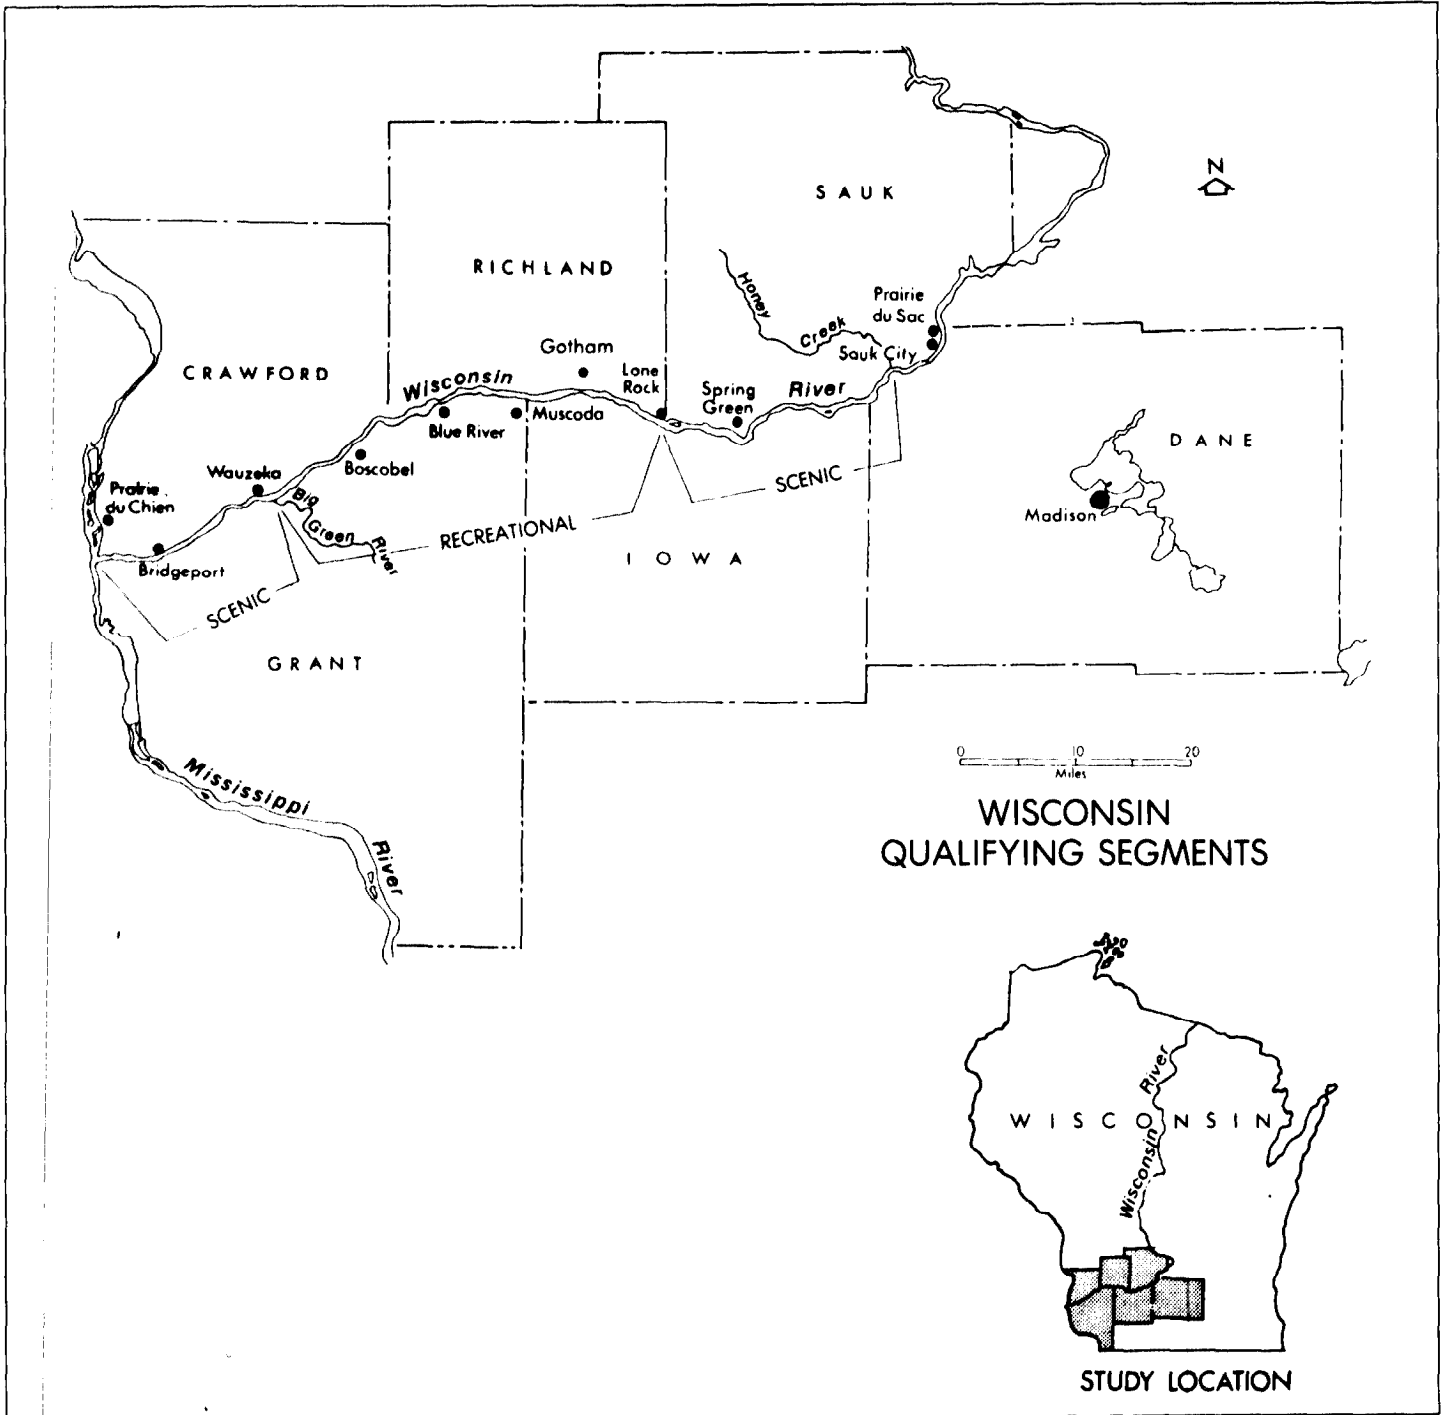 N
SAUK
RICHLAND
Honey
Creek
Prairie
du Sac
Sauk City
Gotham
CRAWFORD
Wisconsin
River
Lone
Rock
Spring
Green
Blue River
Muscoda
DANE
Boscobel
Wauzeka
Big
Green
River
SCENIC
Prairie
du Chien
Madison
RECREATIONAL
IOWA
Bridgeport
SCENIC
GRANT
0 10 20
Miles
Mississippi
River
WISCONSIN
QUALIFYING SEGMENTS
WISCONSIN
Wisconsin River
STUDY LOCATION